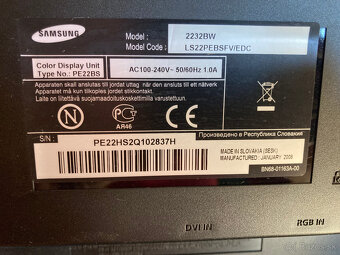 SAMSUNG
Model : 2232BW
Model Code: LS22PEBSFV/EDC
Color Display Unit
Type No.: PE22BS
AC100-240V~ 50/60Hz 1.0A
Apparaten skall anslutas till jordat
uttag när den ansluts till ett nätverk.
Apparatet må tilkoples jordet stikkontakt.
Laite on liitettävä
suojamaadoituskoskettimilla varustettuun pistorasiaan.
N
AR46
S/N :
PE22HS2Q102837H
Произведено в Республика Словакия
MADE IN SLOVAKIA (SESK)
MANUFACTURED : JANUARY 2008
BN68-01163A-00
DVI IN
RGB IN